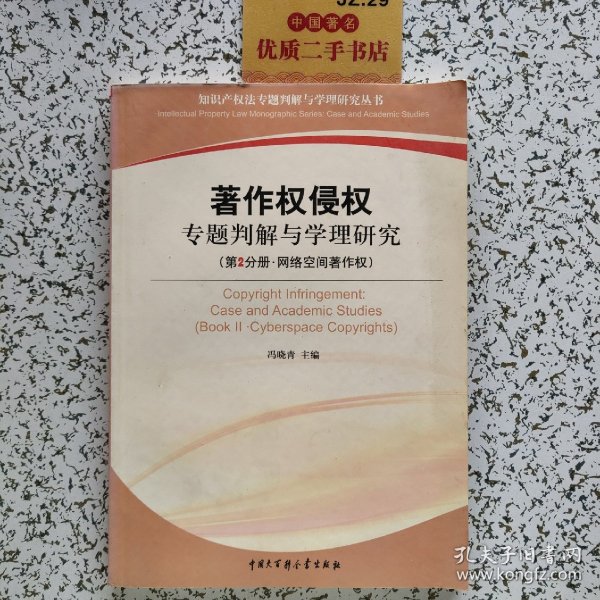 JZ.29
中国著名
优质二手书店
知识产权法专题判解与学理研究丛书
Intellectual Property Law Monographic Series: Case and Academic Studies
著作权侵权
专题判解与学理研究
(第2分册·网络空间著作权)
Copyright Infringement:
Case and Academic Studies
(Book II ·Cyberspace Copyrights)
冯晓青 主编
中国大百科全书出版社
孔夫子旧书网
www.kongfz.com